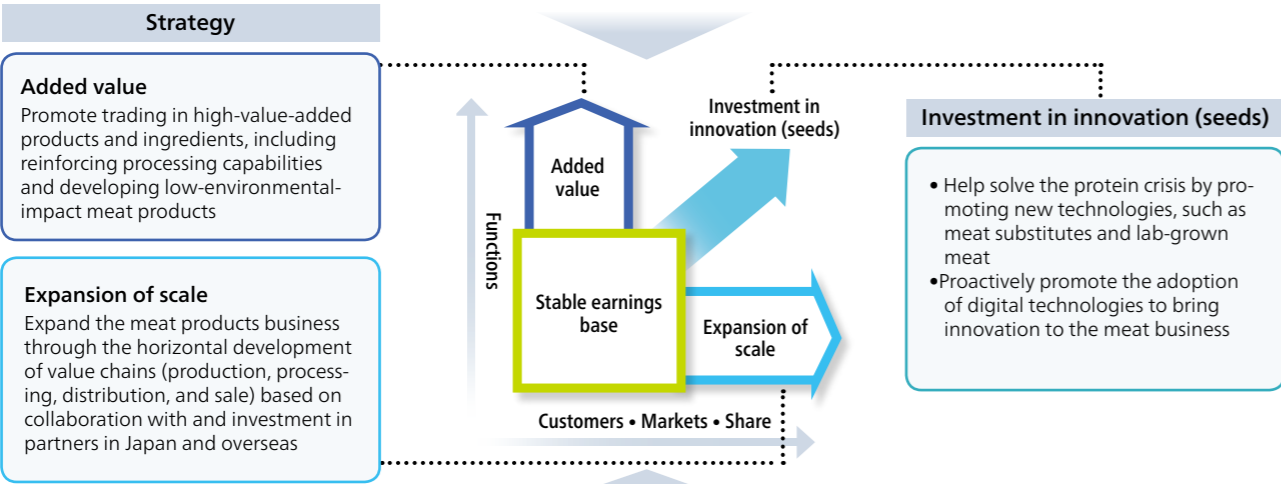 Strategy
Added value
Promote trading in high-value-added
products and ingredients, including
reinforcing processing capabilities
and developing low-environmental-
impact meat products
Expansion of scale
Expand the meat products business
through the horizontal development
of value chains (production, process-
ing, distribution, and sale) based on
collaboration with and investment in
partners in Japan and overseas
Functions
Added
value
Investment in
innovation (seeds)
Stable earnings
base
Expansion of
scale
Customers • Markets • Share
Investment in innovation (seeds)
• Help solve the protein crisis by pro-
moting new technologies, such as
meat substitutes and lab-grown
meat
•Proactively promote the adoption
of digital technologies to bring
innovation to the meat business